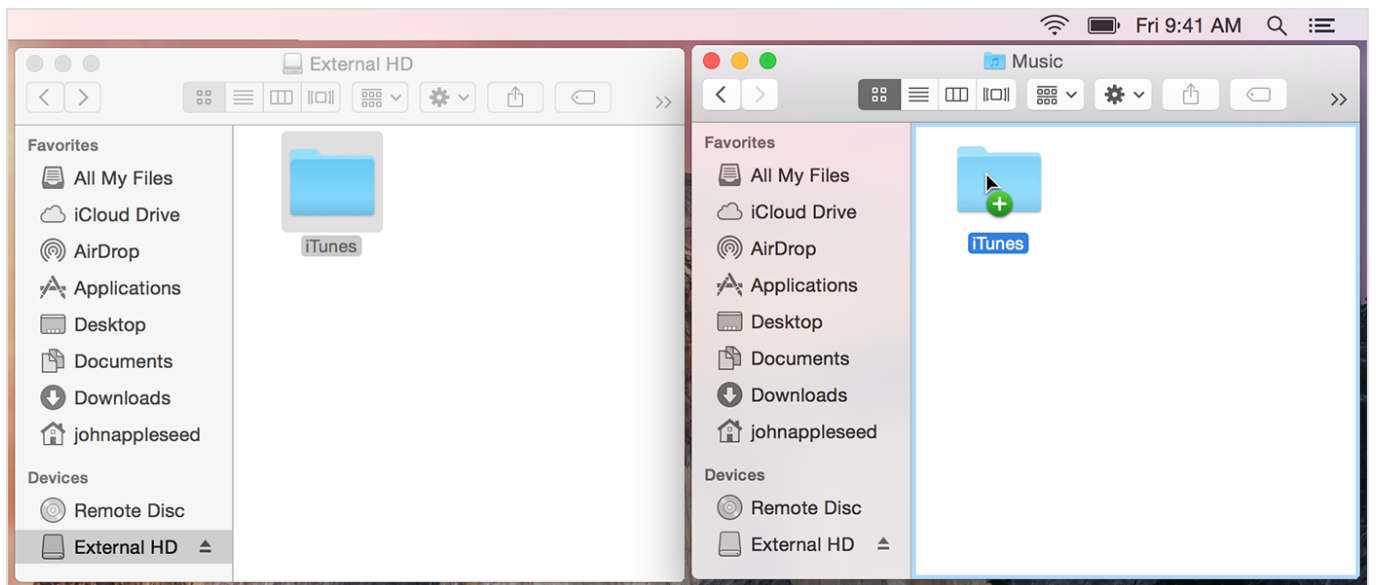 Fri 9:41 AM
External HD
Favorites
All My Files
iCloud Drive
AirDrop
Applications
Desktop
Documents
Downloads
johnappleseed
Devices
Remote Disc
External HD
iTunes
Music
Favorites
All My Files
iCloud Drive
AirDrop
Applications
Desktop
Documents
Downloads
johnappleseed
Devices
Remote Disc
External HD
iTunes